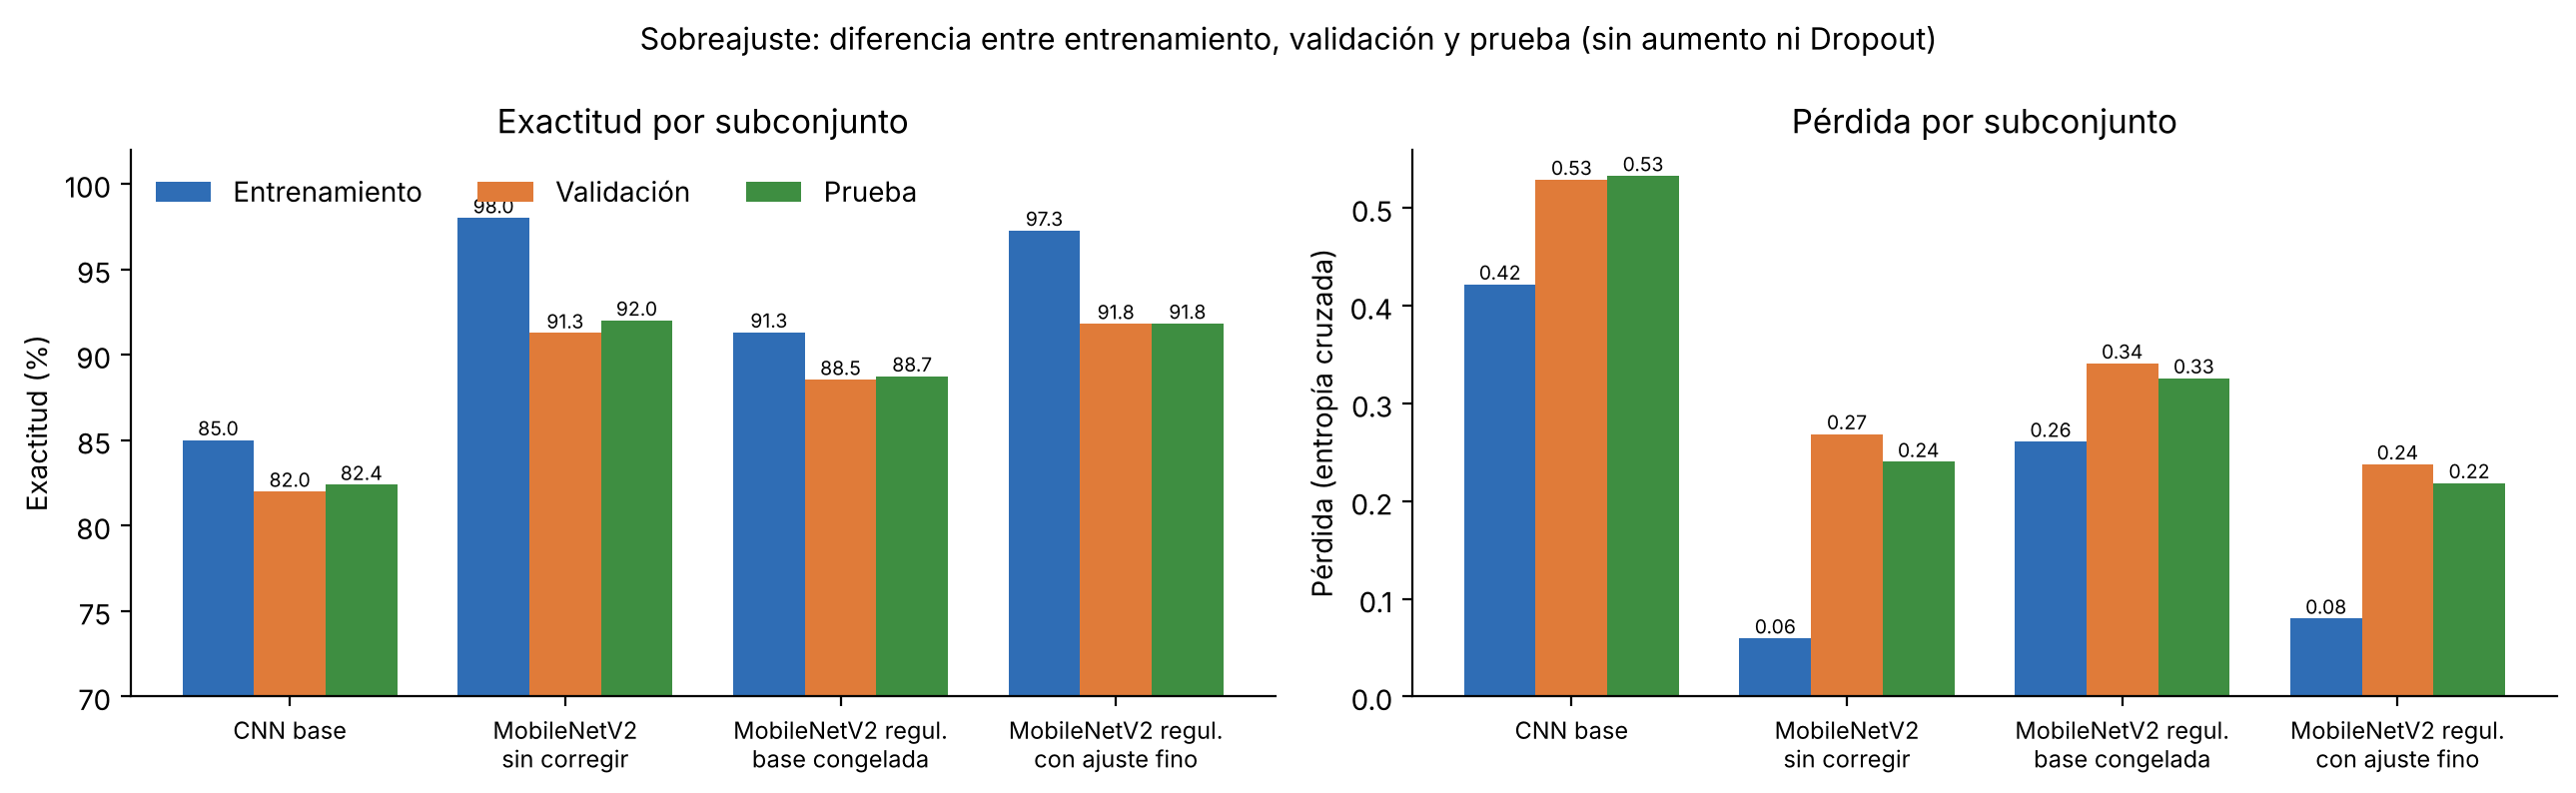 Sobreajuste: diferencia entre entrenamiento, validación y prueba (sin aumento ni Dropout)
Exactitud por subconjunto
Exactitud (%)
100
95
90
85
80
75
70
Entrenamiento Validación Prueba
85.0 82.0 82.4
98.0 91.3 92.0
91.3 88.5 88.7
97.3 91.8 91.8
CNN base
MobileNetV2
sin corregir
MobileNetV2 regul.
base congelada
MobileNetV2 regul.
con ajuste fino
Pérdida por subconjunto
Pérdida (entropía cruzada)
0.5
0.4
0.3
0.2
0.1
0.0
0.42 0.53 0.53
0.06 0.27 0.24
0.26 0.34 0.33
0.08 0.24 0.22
CNN base
MobileNetV2
sin corregir
MobileNetV2 regul.
base congelada
MobileNetV2 regul.
con ajuste fino